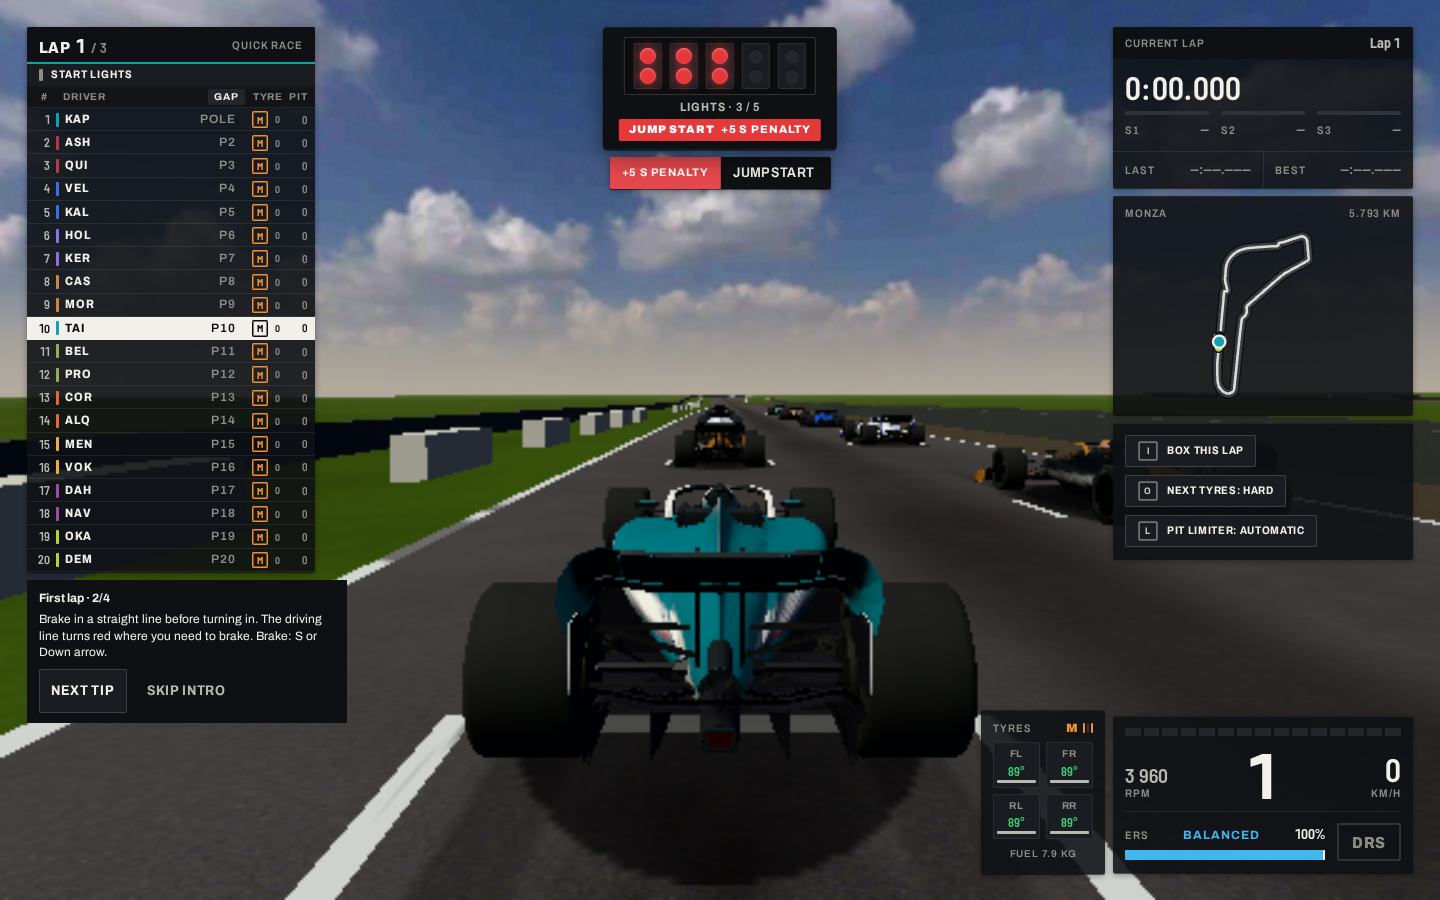 LAP 1 / 3 QUICK RACE
START LIGHTS
# DRIVER GAP TYRE PIT
1 KAP POLE M 0 0
2 ASH P2 M 0 0
3 QUI P3 M 0 0
4 VEL P4 M 0 0
5 KAL P5 M 0 0
6 HOL P6 M 0 0
7 KER P7 M 0 0
8 CAS P8 M 0 0
9 MOR P9 M 0 0
10 TAI P10 M 0 0
11 BEL P11 M 0 0
12 PRO P12 M 0 0
13 COR P13 M 0 0
14 ALQ P14 M 0 0
15 MEN P15 M 0 0
16 VOK P16 M 0 0
17 DAH P17 M 0 0
18 NAV P18 M 0 0
19 OKA P19 M 0 0
20 DEM P20 M 0 0
First lap · 2/4
Brake in a straight line before turning in. The driving
line turns red where you need to brake. Brake: S or
Down arrow.
NEXT TIP SKIP INTRO
LIGHTS · 3 / 5
JUMP START +5 S PENALTY
+5 S PENALTY JUMP START
CURRENT LAP Lap 1
0:00.000
S1 – S2 – S3 –
LAST –:––.––– BEST –:––.–––
MONZA 5.793 KM
I BOX THIS LAP
O NEXT TYRES: HARD
L PIT LIMITER: AUTOMATIC
TYRES M
FL FR
89° 89°
RL RR
89° 89°
FUEL 7.9 KG
3 960 1 0
RPM KM/H
ERS BALANCED 100% DRS